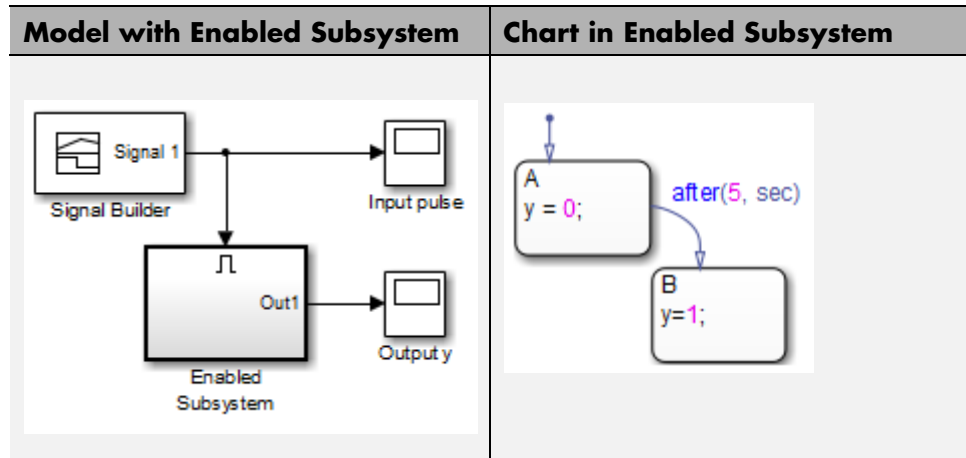 Model with Enabled Subsystem
Chart in Enabled Subsystem
Signal 1
Signal Builder
Input pulse
Out1
Enabled
Subsystem
Output y
A
y = 0;
after(5, sec)
B
y=1;